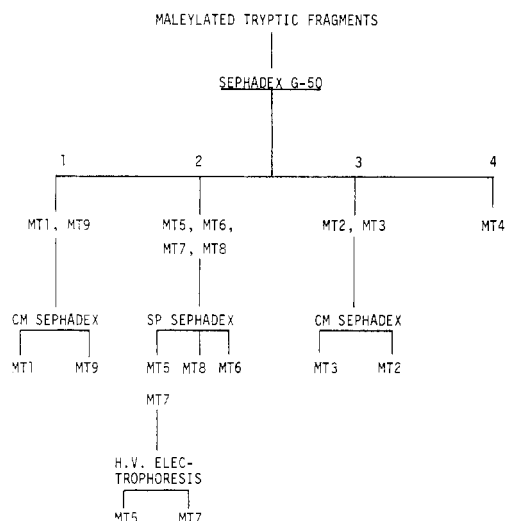 MALEYLATED TRYPTIC FRAGMENTS
SEPHADEX G-50
1 2 3 4
MT1, MT9 MT5, MT6, MT2, MT3 MT4
MT7, MT8
CM SEPHADEX SP SEPHADEX CM SEPHADEX
MT1 MT9 MT5 MT8 MT6 MT3 MT2
MT7
H.V. ELEC-
TROPHORESIS
MT5 MT7